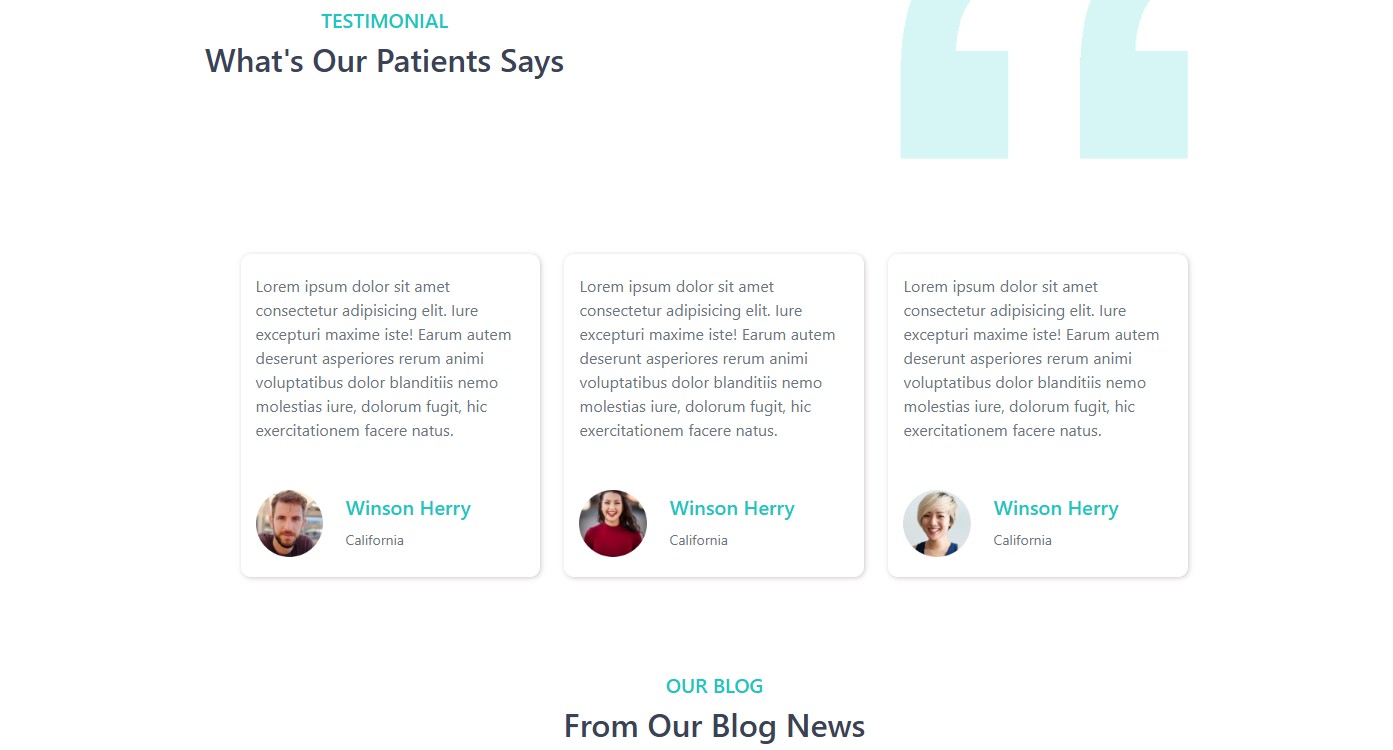 TESTIMONIAL
What's Our Patients Says
Lorem ipsum dolor sit amet
consectetur adipisicing elit. Iure
excepturi maxime iste! Earum autem
deserunt asperiores rerum animi
voluptatibus dolor blanditiis nemo
molestias iure, dolorum fugit, hic
exercitationem facere natus.
Winson Herry
California
Lorem ipsum dolor sit amet
consectetur adipisicing elit. Iure
excepturi maxime iste! Earum autem
deserunt asperiores rerum animi
voluptatibus dolor blanditiis nemo
molestias iure, dolorum fugit, hic
exercitationem facere natus.
Winson Herry
California
Lorem ipsum dolor sit amet
consectetur adipisicing elit. Iure
excepturi maxime iste! Earum autem
deserunt asperiores rerum animi
voluptatibus dolor blanditiis nemo
molestias iure, dolorum fugit, hic
exercitationem facere natus.
Winson Herry
California
OUR BLOG
From Our Blog News